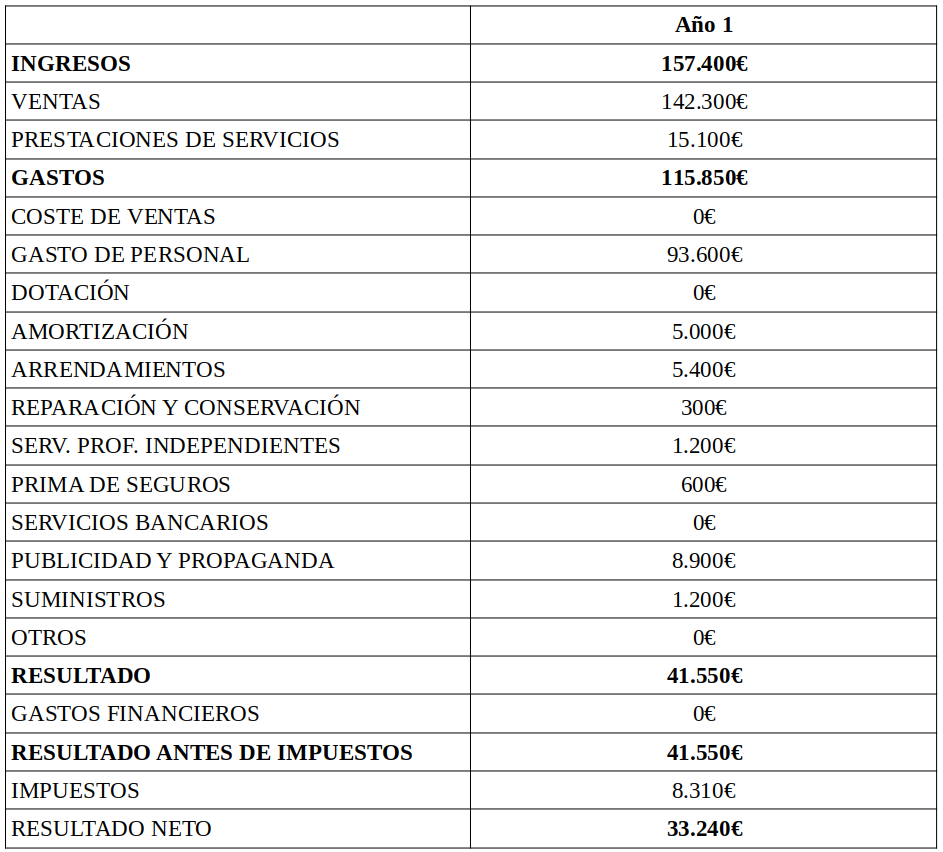 Año 1
INGRESOS 157.400€
VENTAS 142.300€
PRESTACIONES DE SERVICIOS 15.100€
GASTOS 115.850€
COSTE DE VENTAS 0€
GASTO DE PERSONAL 93.600€
DOTACIÓN 0€
AMORTIZACIÓN 5.000€
ARRENDAMIENTOS 5.400€
REPARACIÓN Y CONSERVACIÓN 300€
SERV. PROF. INDEPENDIENTES 1.200€
PRIMA DE SEGUROS 600€
SERVICIOS BANCARIOS 0€
PUBLICIDAD Y PROPAGANDA 8.900€
SUMINISTROS 1.200€
OTROS 0€
RESULTADO 41.550€
GASTOS FINANCIEROS 0€
RESULTADO ANTES DE IMPUESTOS 41.550€
IMPUESTOS 8.310€
RESULTADO NETO 33.240€